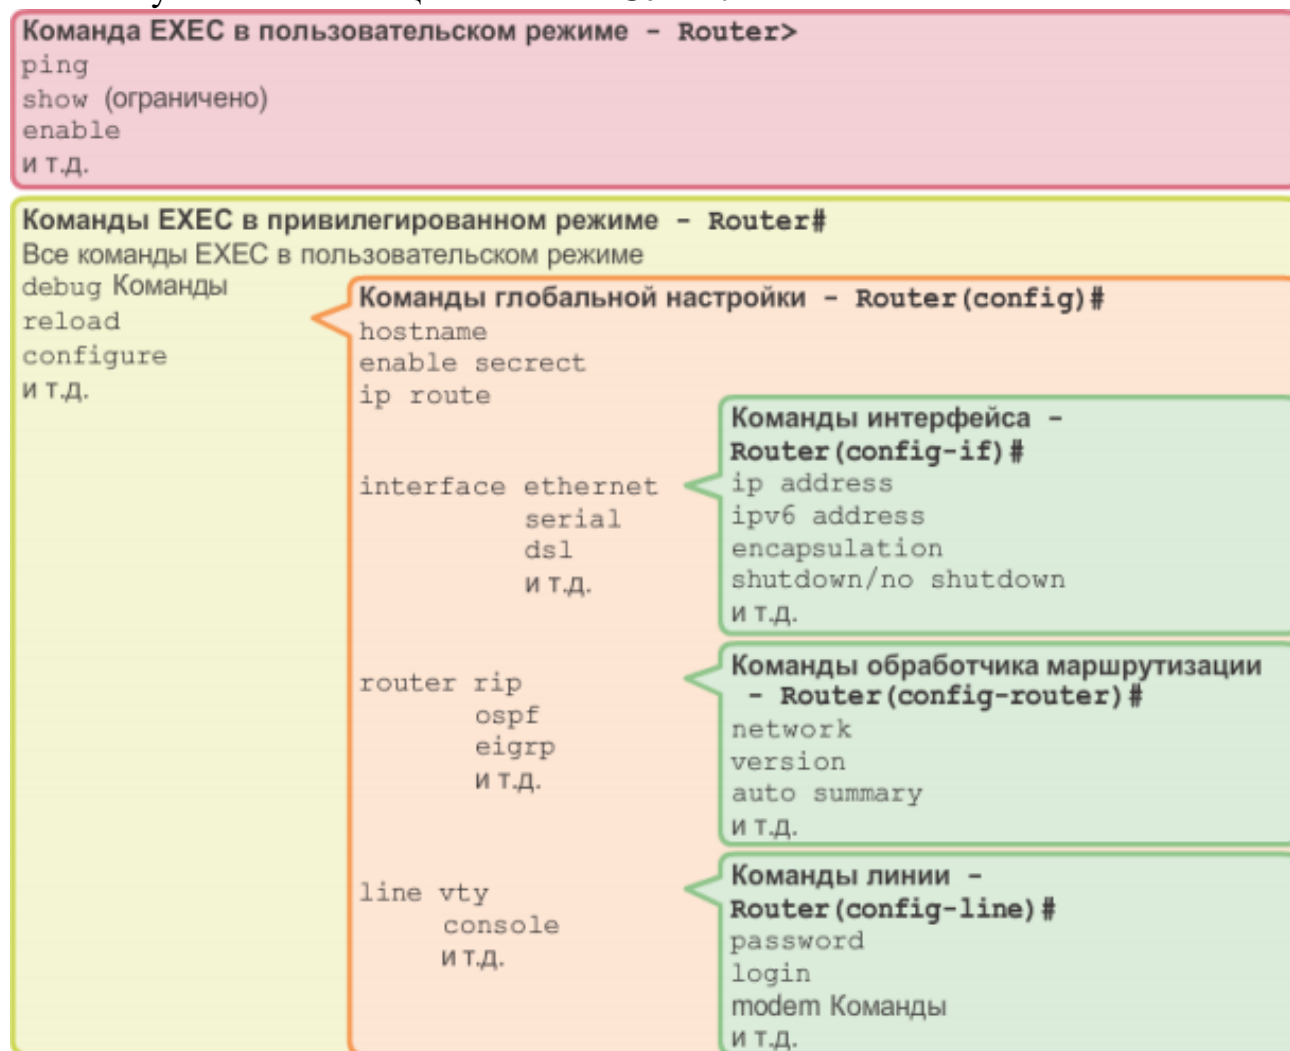 Команда EXEC в пользовательском режиме - Router>
ping
show (ограничено)
enable
и т.д.
Команды EXEC в привилегированном режиме - Router#
Все команды EXEC в пользовательском режиме
debug Команды
reload
configure
и т.д.
Команды глобальной настройки - Router(config)#
hostname
enable secrect
ip route
interface ethernet
serial
dsl
и т.д.
Команды интерфейса -
Router(config-if)#
ip address
ipv6 address
encapsulation
shutdown/no shutdown
и т.д.
router rip
ospf
eigrp
и т.д.
Команды обработчика маршрутизации
- Router(config-router)#
network
version
auto summary
и т.д.
line vty
console
и т.д.
Команды линии -
Router(config-line)#
password
login
modem Команды
и т.д.